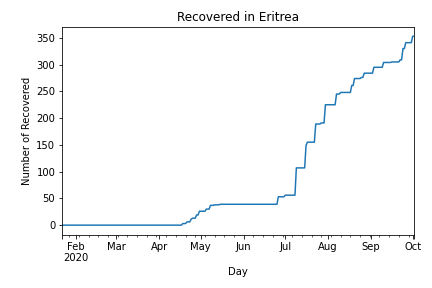 Recovered in Eritrea
Number of Recovered
350
300
250
200
150
100
50
0
Feb Mar Apr May Jun Jul Aug Sep Oct
2020
Day